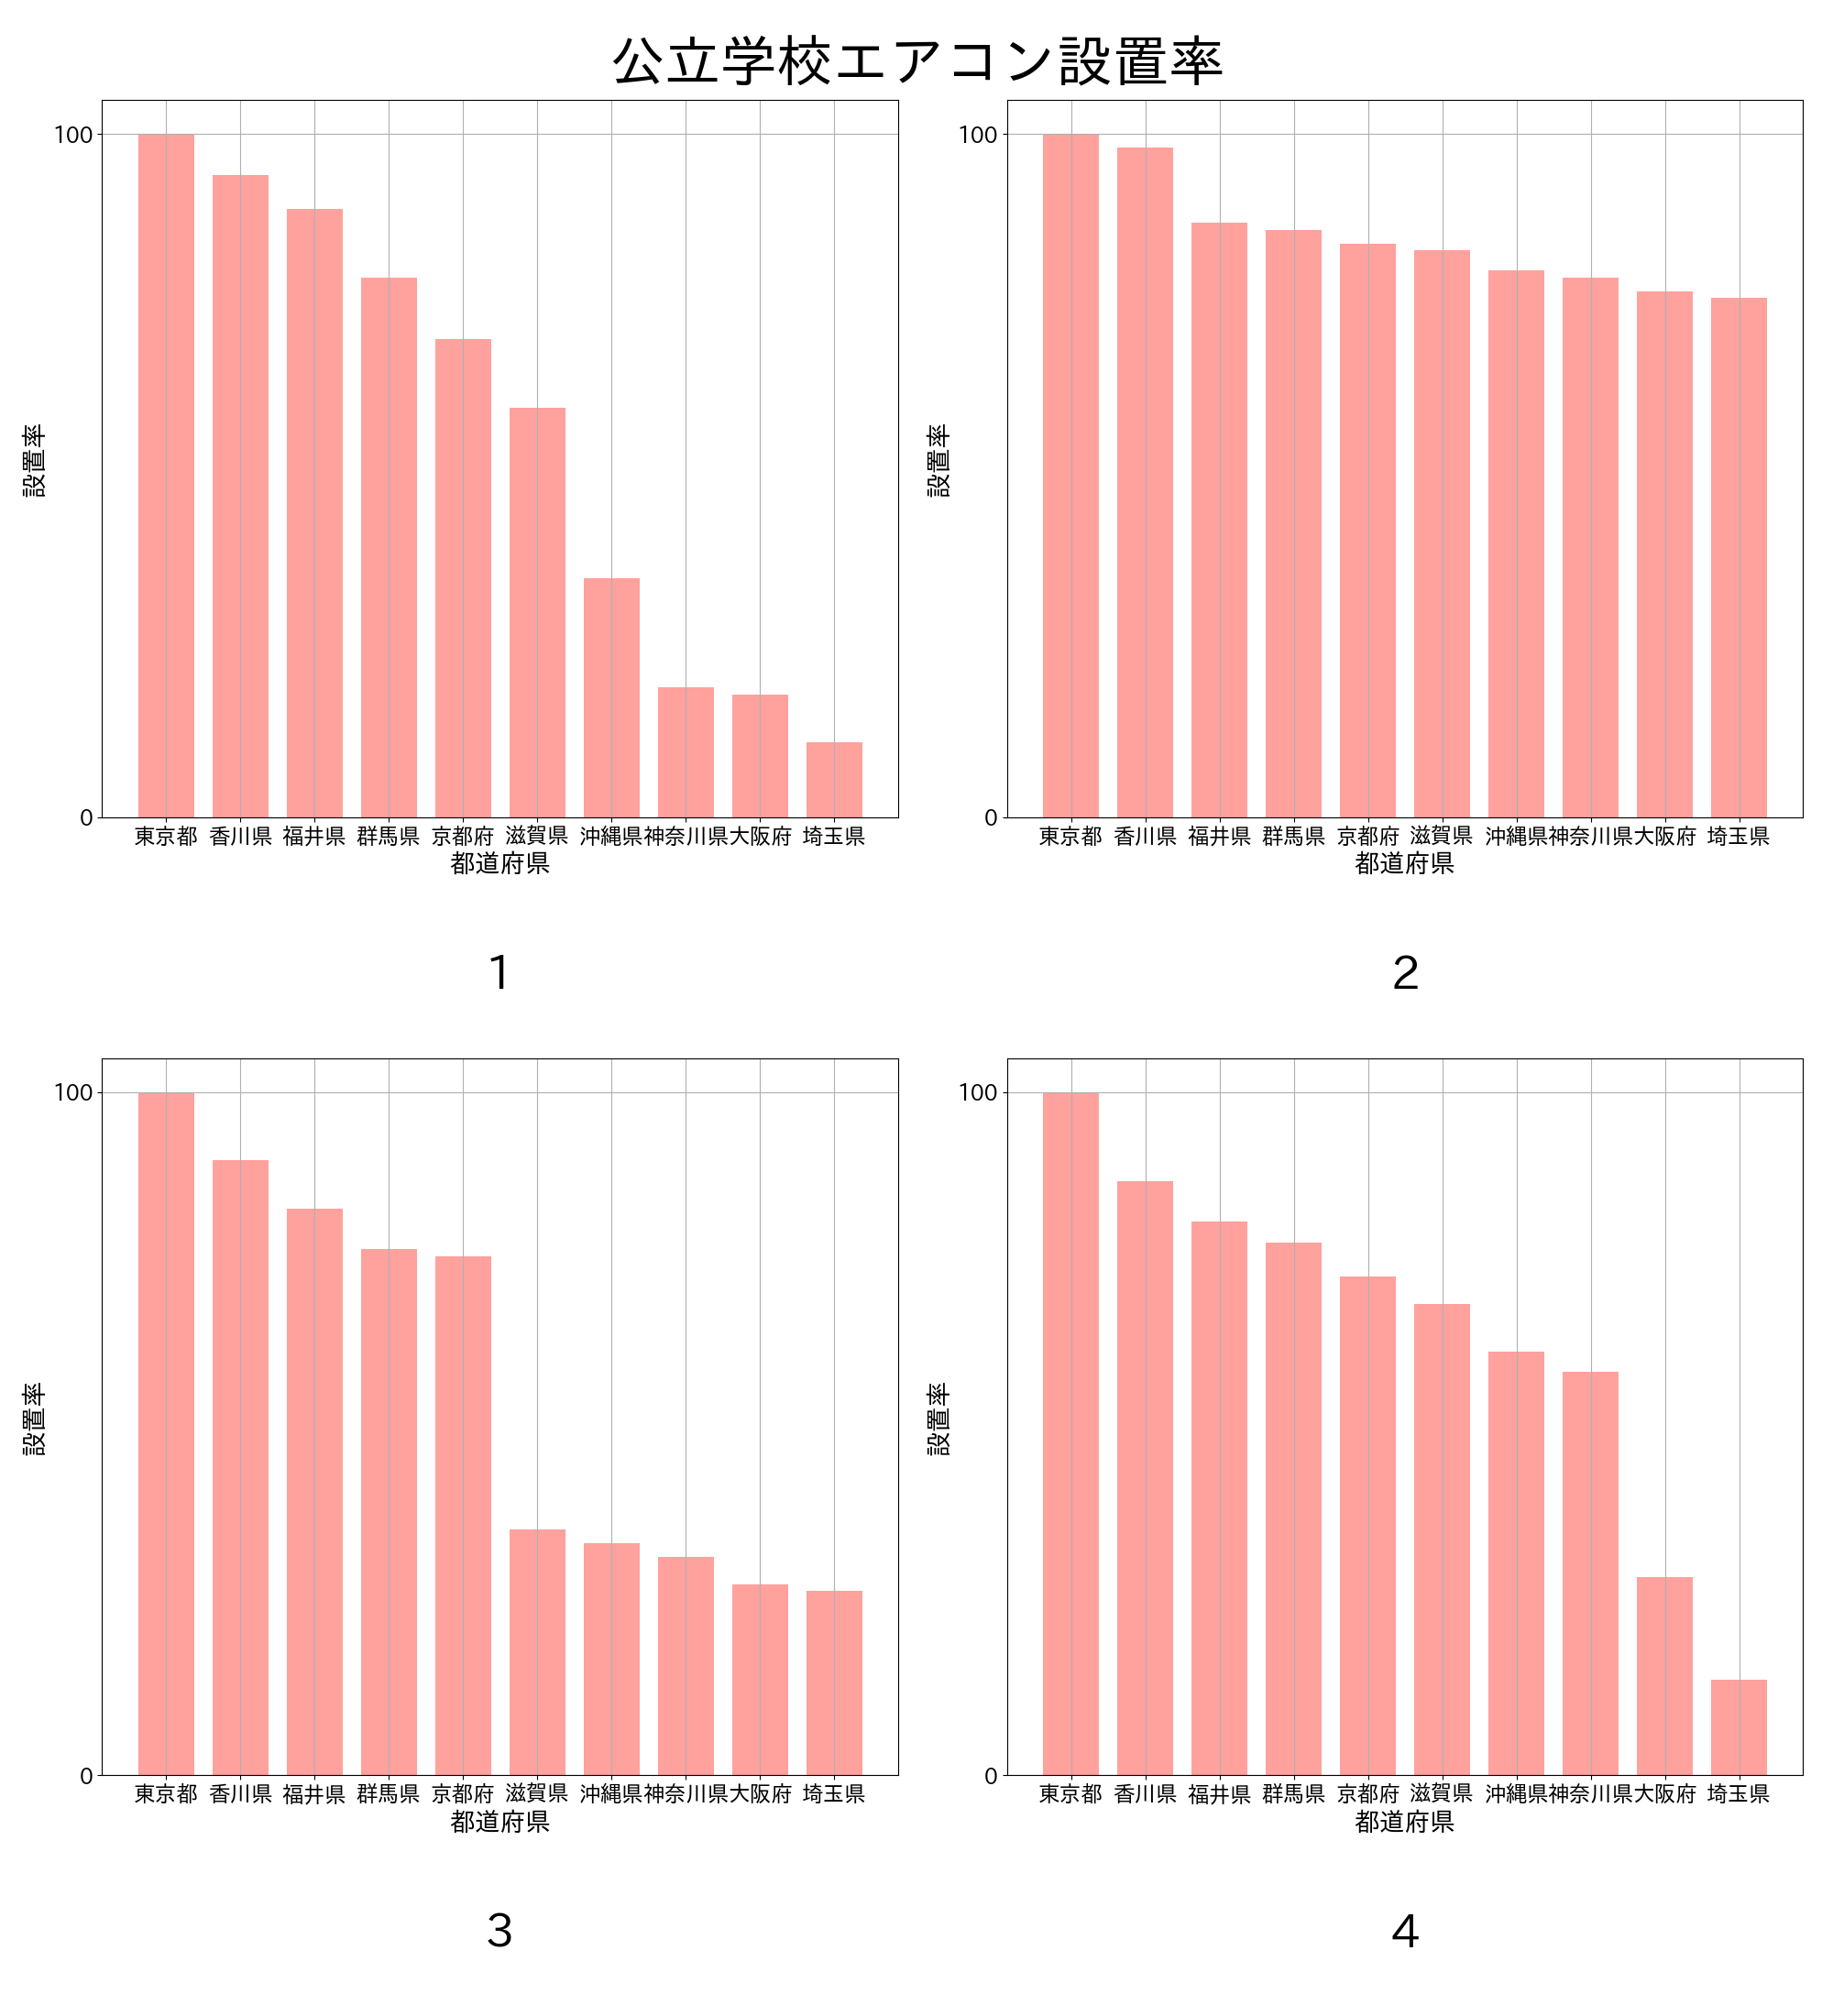 公立学校エアコン設置率
100
0
設置率
東京都 香川県 福井県 群馬県 京都府 滋賀県 沖縄県 神奈川県 大阪府 埼玉県
都道府県
1
100
0
設置率
東京都 香川県 福井県 群馬県 京都府 滋賀県 沖縄県 神奈川県 大阪府 埼玉県
都道府県
2
100
0
設置率
東京都 香川県 福井県 群馬県 京都府 滋賀県 沖縄県 神奈川県 大阪府 埼玉県
都道府県
3
100
0
設置率
東京都 香川県 福井県 群馬県 京都府 滋賀県 沖縄県 神奈川県 大阪府 埼玉県
都道府県
4